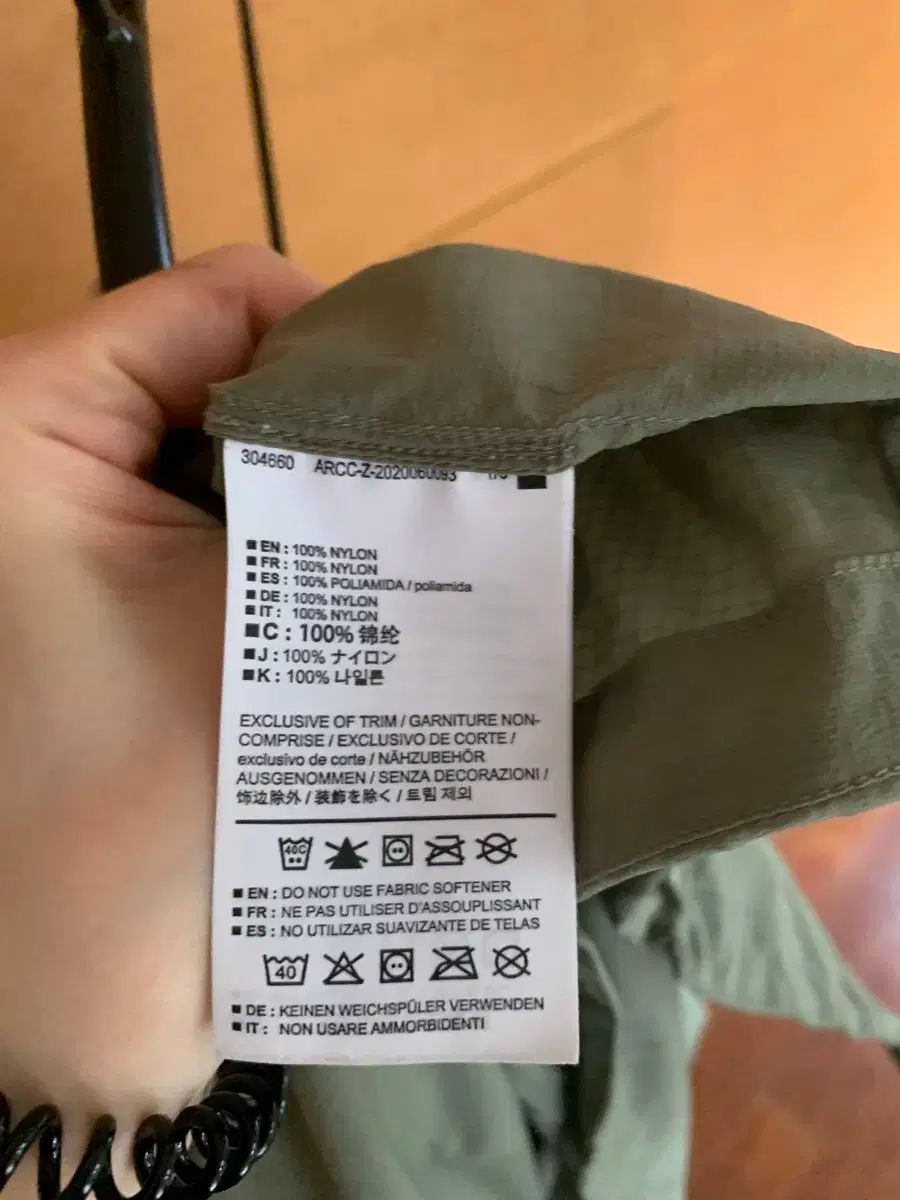 304660 ARCC-Z-2020060093
■ EN : 100% NYLON
■ FR : 100% NYLON
■ ES : 100% POLIAMIDA / poliamida
■ DE : 100% NYLON
■ IT : 100% NYLON
■ C : 100% 锦纶
■ J : 100% ナイロン
■ K : 100% 나일론
EXCLUSIVE OF TRIM / GARNITURE NON-
COMPRISE / EXCLUSIVO DE CORTE /
exclusivo de corte / NÄHZUBEHÖR
AUSGENOMMEN / SENZA DECORAZIONI /
饰边除外 / 装飾を除く / 트림 제외
40C
■ EN : DO NOT USE FABRIC SOFTENER
■ FR : NE PAS UTILISER D'ASSOUPLISSANT
■ ES : NO UTILIZAR SUAVIZANTE DE TELAS
40
■ DE : KEINEN WEICHSPÜLER VERWENDEN
■ IT : NON USARE AMMORBIDENTI